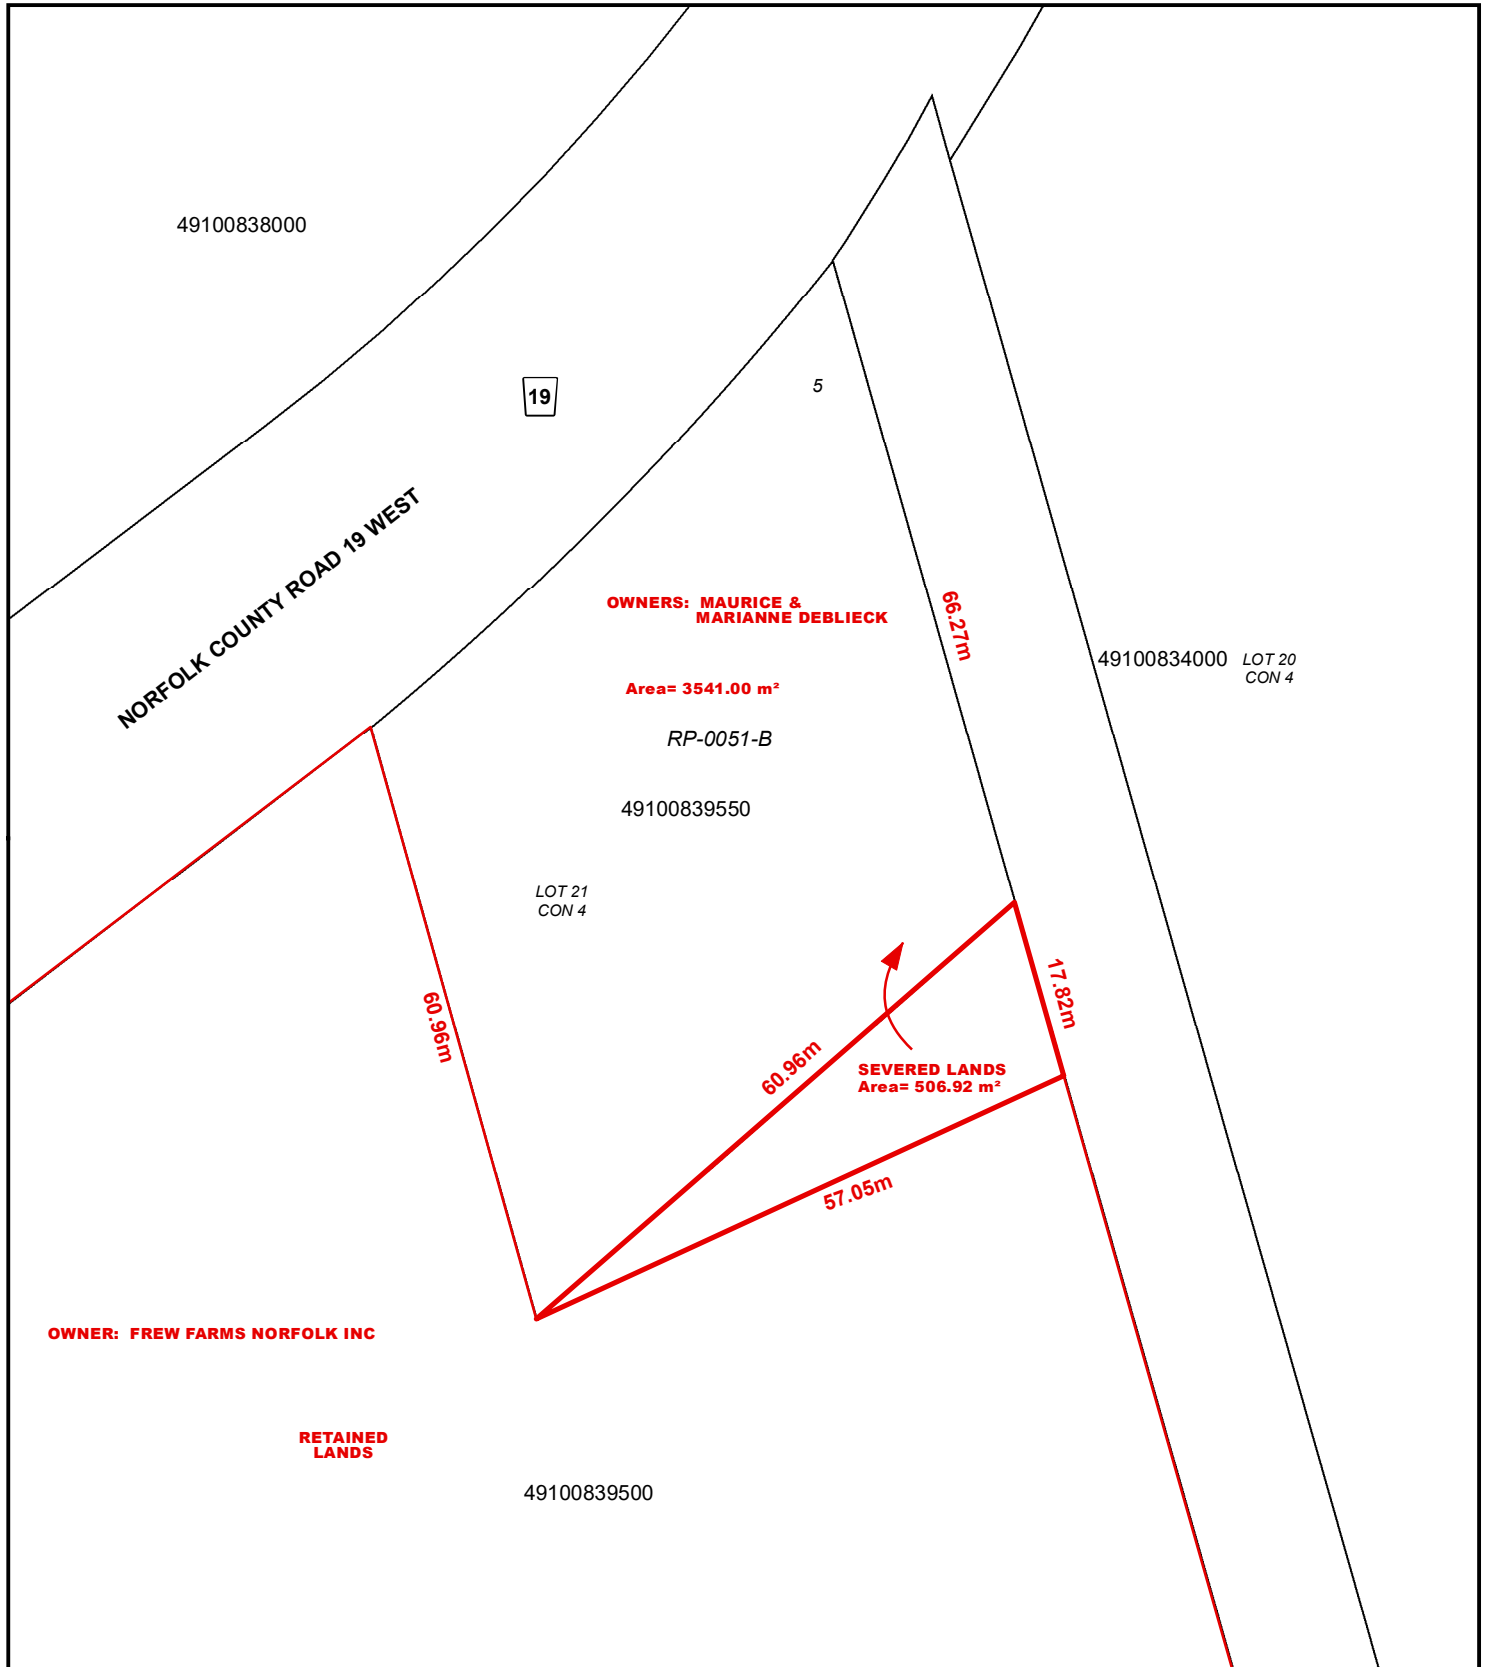 49100838000
19
5
NORFOLK COUNTY ROAD 19 WEST
OWNERS: MAURICE &
MARIANNE DEBLIECK
66.27m
49100834000 LOT 20
CON 4
Area= 3541.00 m²
RP-0051-B
49100839550
LOT 21
CON 4
60.96m
17.82m
60.96m
SEVERED LANDS
Area= 506.92 m²
57.05m
OWNER: FREW FARMS NORFOLK INC
RETAINED
LANDS
49100839500